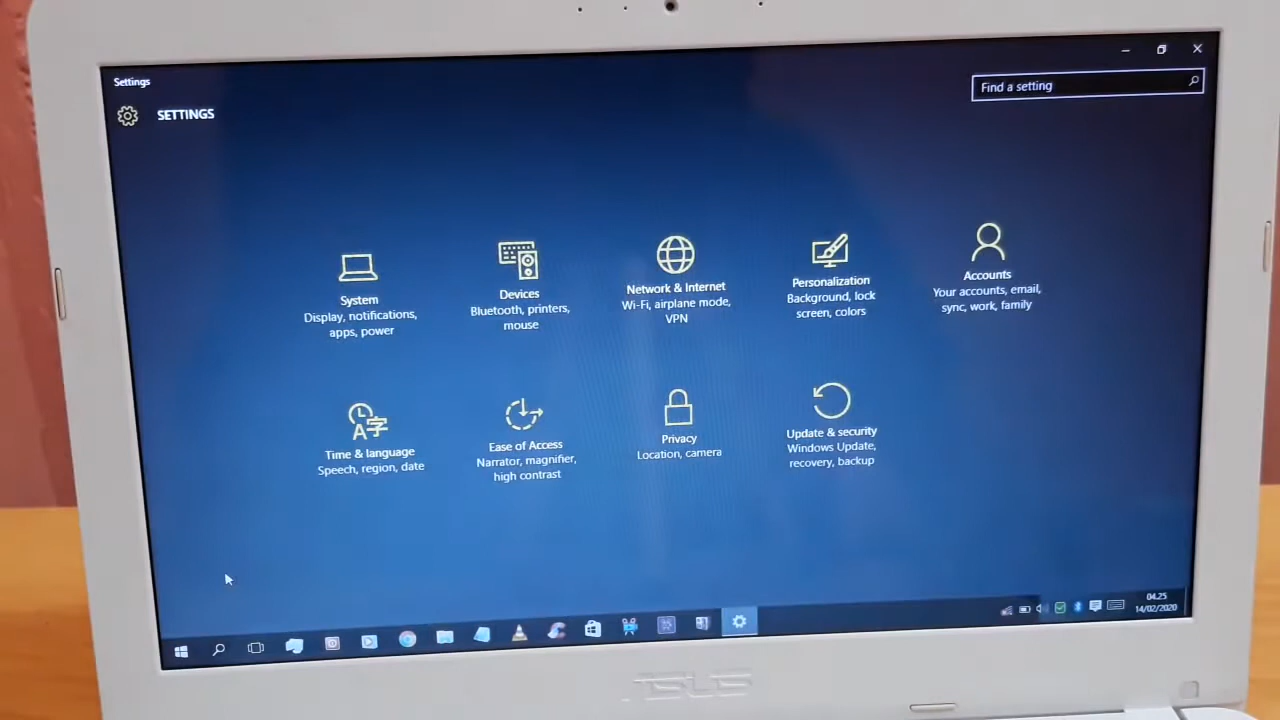 Settings
SETTINGS
Find a setting
System
Display, notifications,
apps, power
Devices
Bluetooth, printers,
mouse
Network & Internet
Wi-Fi, airplane mode,
VPN
Personalization
Background, lock
screen, colors
Accounts
Your accounts, email,
sync, work, family
A字
Time & language
Speech, region, date
Ease of Access
Narrator, magnifier,
high contrast
Privacy
Location, camera
Update & security
Windows Update,
recovery, backup
04.25
14/02/2020
ASUS